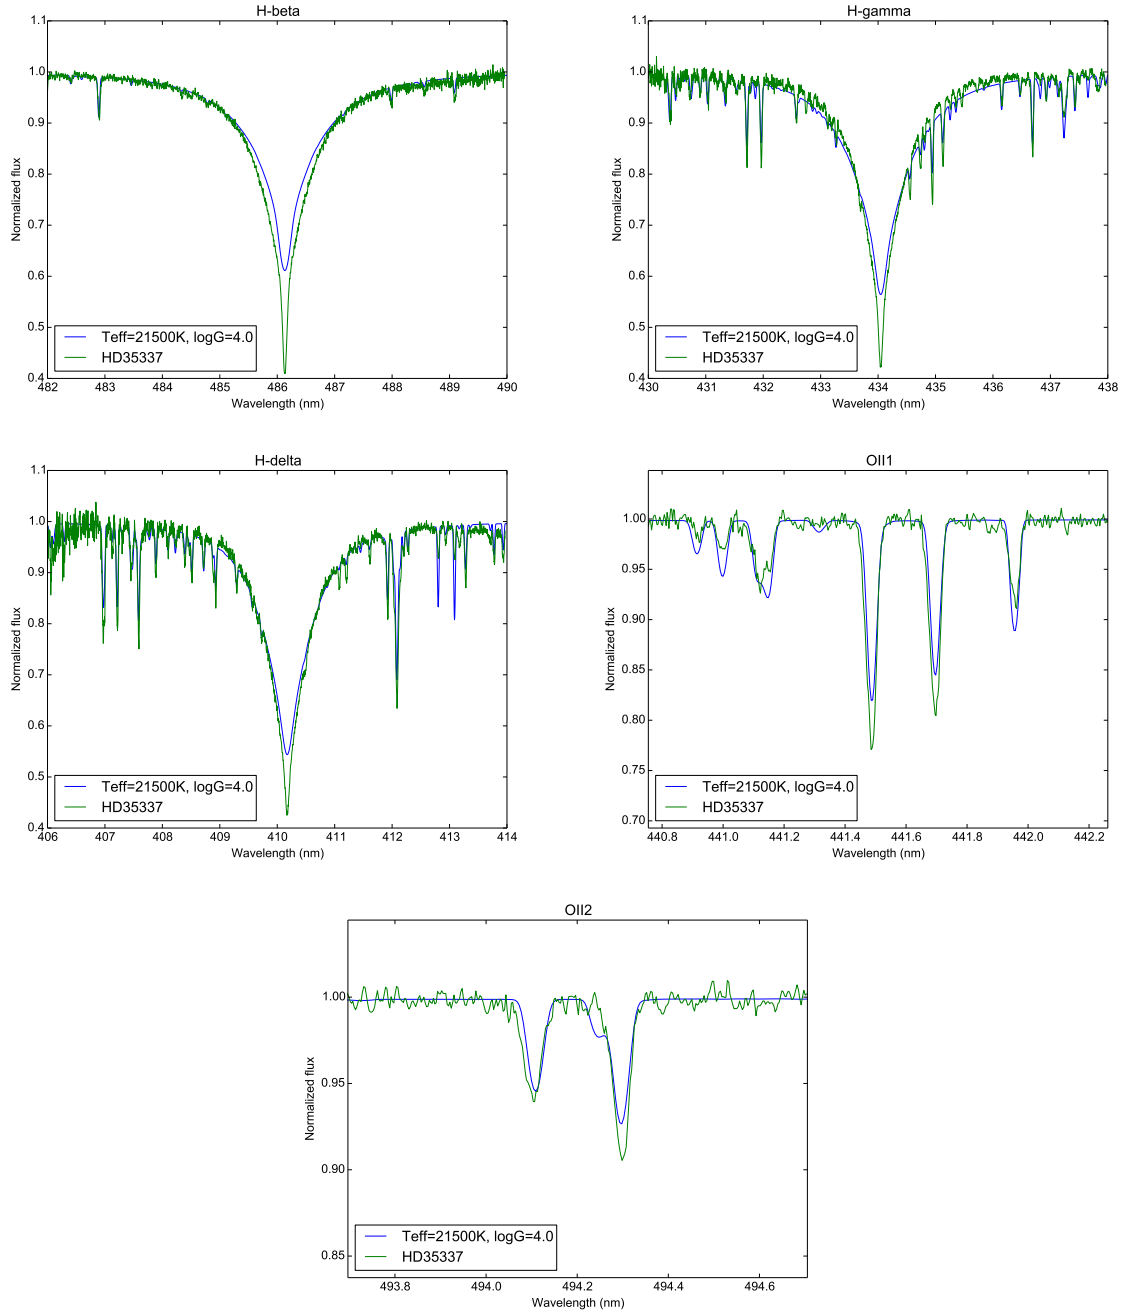 H-beta
1.1
1.0
0.9
0.8
0.7
0.6
0.5
0.4
Normalized flux
Teff=21500K, logG=4.0
HD35337
482 483 484 485 486 487 488 489 490
Wavelength (nm)
H-gamma
1.1
1.0
0.9
0.8
0.7
0.6
0.5
0.4
Normalized flux
Teff=21500K, logG=4.0
HD35337
430 431 432 433 434 435 436 437 438
Wavelength (nm)
H-delta
1.1
1.0
0.9
0.8
0.7
0.6
0.5
0.4
Normalized flux
Teff=21500K, logG=4.0
HD35337
406 407 408 409 410 411 412 413 414
Wavelength (nm)
OII1
1.00
0.95
0.90
0.85
0.80
0.75
0.70
Normalized flux
Teff=21500K, logG=4.0
HD35337
440.8 441.0 441.2 441.4 441.6 441.8 442.0 442.2
Wavelength (nm)
OII2
1.00
0.95
0.90
0.85
Normalized flux
Teff=21500K, logG=4.0
HD35337
493.8 494.0 494.2 494.4 494.6
Wavelength (nm)